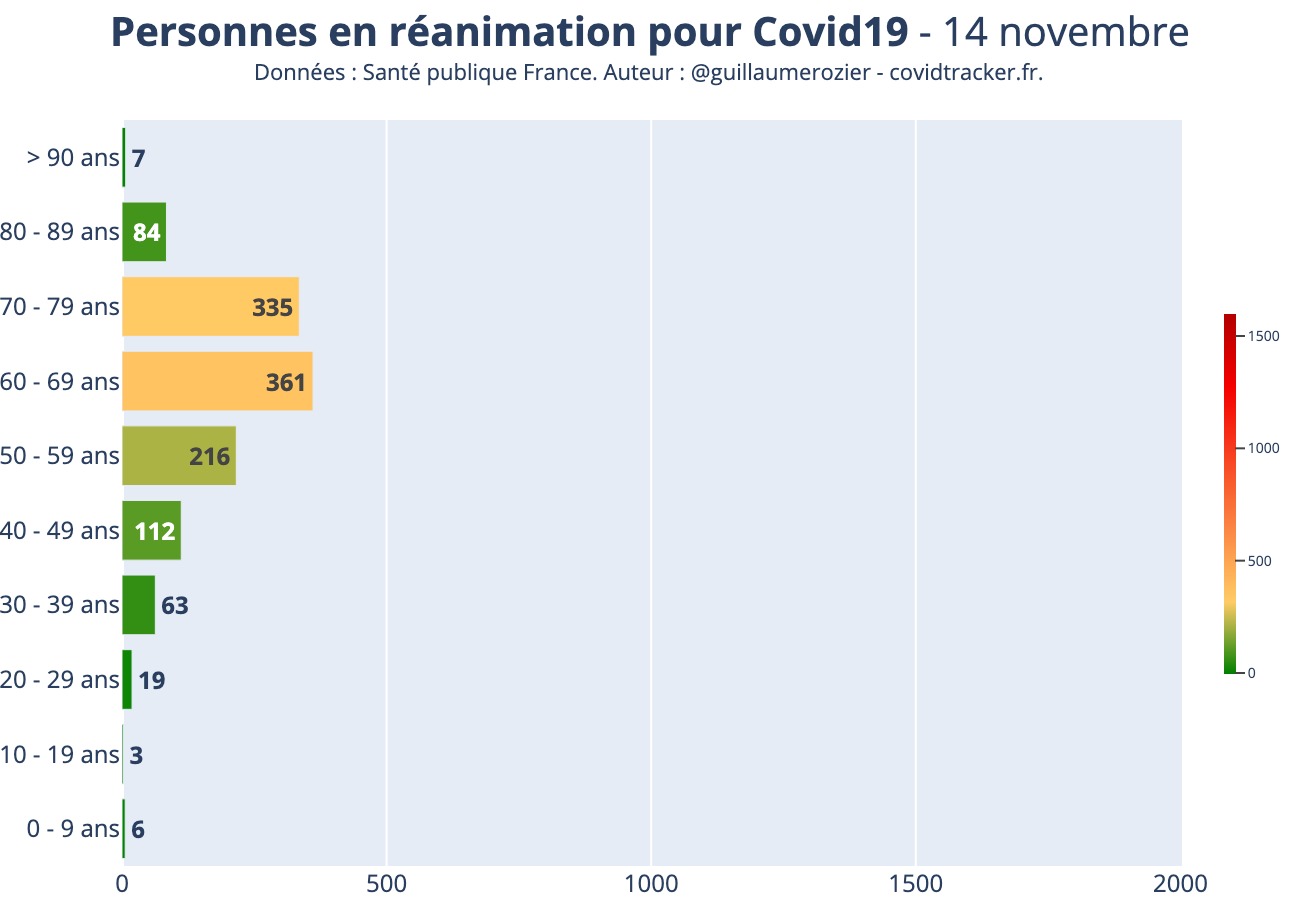 Personnes en réanimation pour Covid19 - 14 novembre
Données : Santé publique France. Auteur : @guillaumerozier - covidtracker.fr.
> 90 ans 7
80 - 89 ans 84
70 - 79 ans 335
60 - 69 ans 361
50 - 59 ans 216
40 - 49 ans 112
30 - 39 ans 63
20 - 29 ans 19
10 - 19 ans 3
0 - 9 ans 6
0 500 1000 1500 2000
1500
1000
500
0